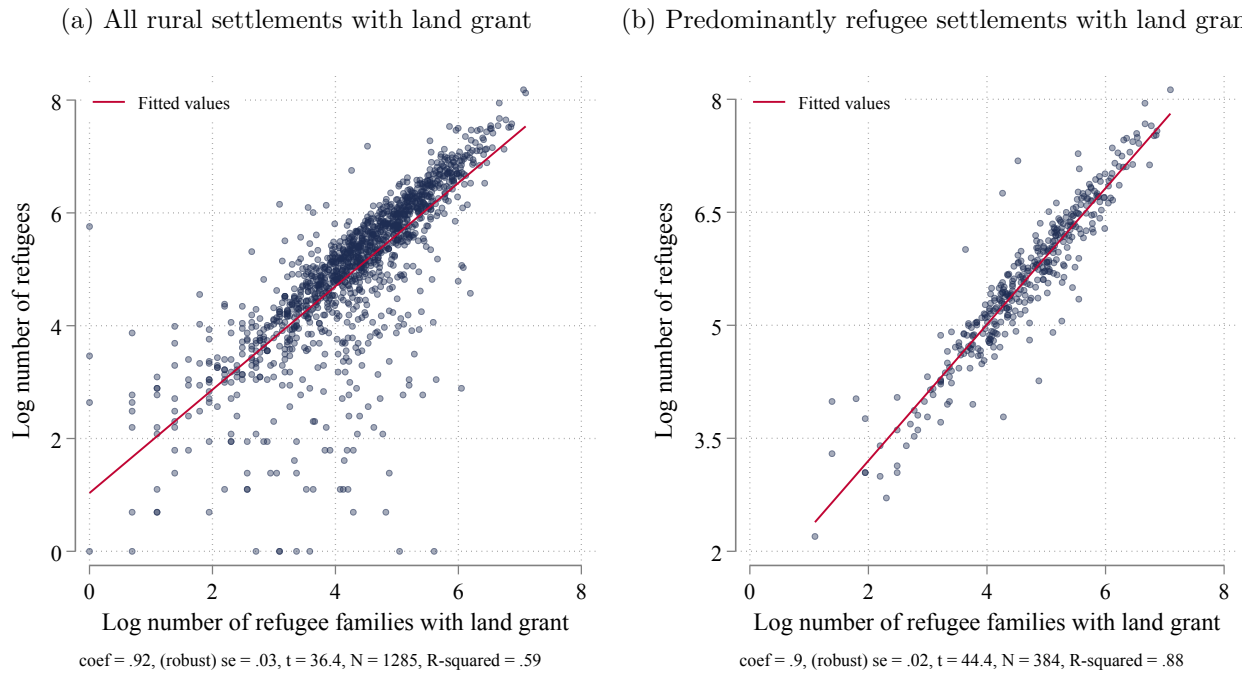 (a) All rural settlements with land grant
(b) Predominantly refugee settlements with land gran
Fitted values
8
6
4
2
0
Log number of refugees
0 2 4 6 8
Log number of refugee families with land grant
coef = .92, (robust) se = .03, t = 36.4, N = 1285, R-squared = .59
Fitted values
8
6.5
5
3.5
2
Log number of refugees
0 2 4 6 8
Log number of refugee families with land grant
coef = .9, (robust) se = .02, t = 44.4, N = 384, R-squared = .88